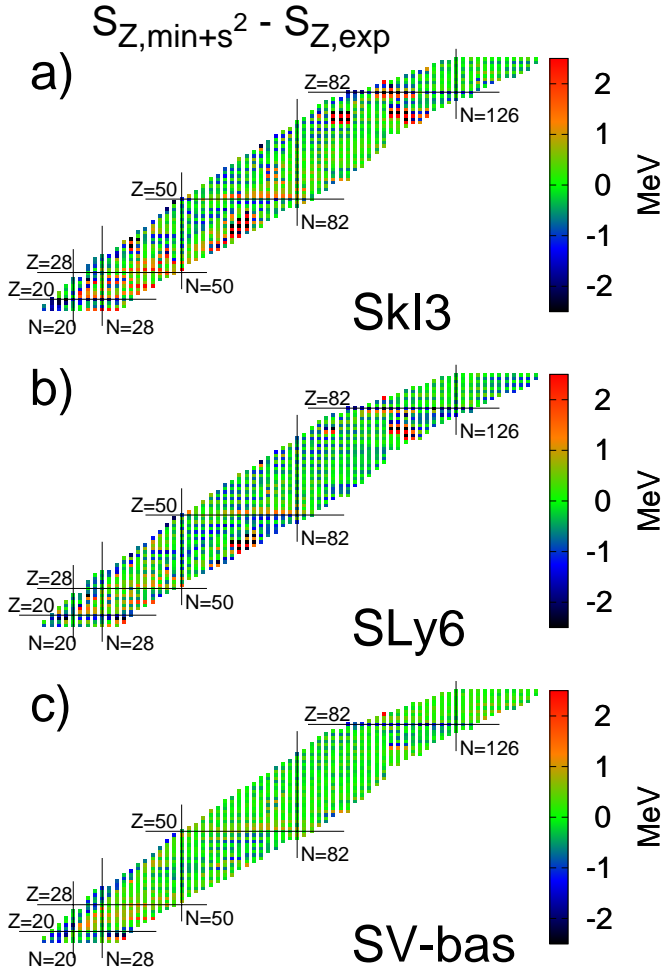 S_{Z,min+s^2} - S_{Z,exp}
a)
Z=82
N=126
Z=50
N=82
Z=28
Z=20
N=50
N=20
N=28
SkI3
2
1
0
-1
-2
MeV
b)
Z=82
N=126
Z=50
N=82
Z=28
Z=20
N=50
N=20
N=28
SLy6
2
1
0
-1
-2
MeV
c)
Z=82
N=126
Z=50
N=82
Z=28
Z=20
N=50
N=20
N=28
SV-bas
2
1
0
-1
-2
MeV